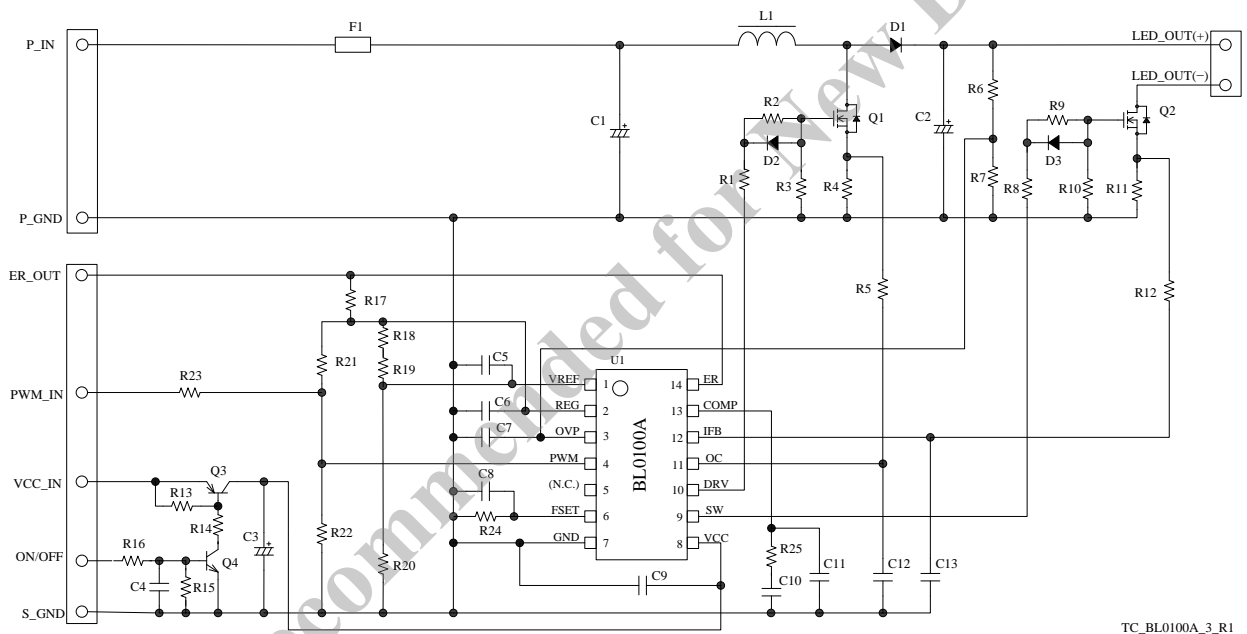 F1
L1
D1
P_IN
LED_OUT(+)
LED_OUT(−)
C1
R2
Q1
C2
R6
R9
Q2
D2
D3
R1
R3
R4
R7
R8
R10
R11
P_GND
ER_OUT
R17
R5
R12
R18
R21
R19
C5
U1
VREF
1
14
ER
R23
PWM_IN
C6
REG
2
13
COMP
C7
OVP
3
12
IFB
PWM
4
11
OC
BL0100A
VCC_IN
Q3
R13
C8
(N.C.)
5
10
DRV
R14
C3
R22
R24
FSET
6
9
SW
ON/OFF
R16
Q4
GND
7
8
VCC
R25
C11
C12
C13
C4
R15
R20
C9
C10
S_GND
TC_BL0100A_3_R1
ecommended for New D